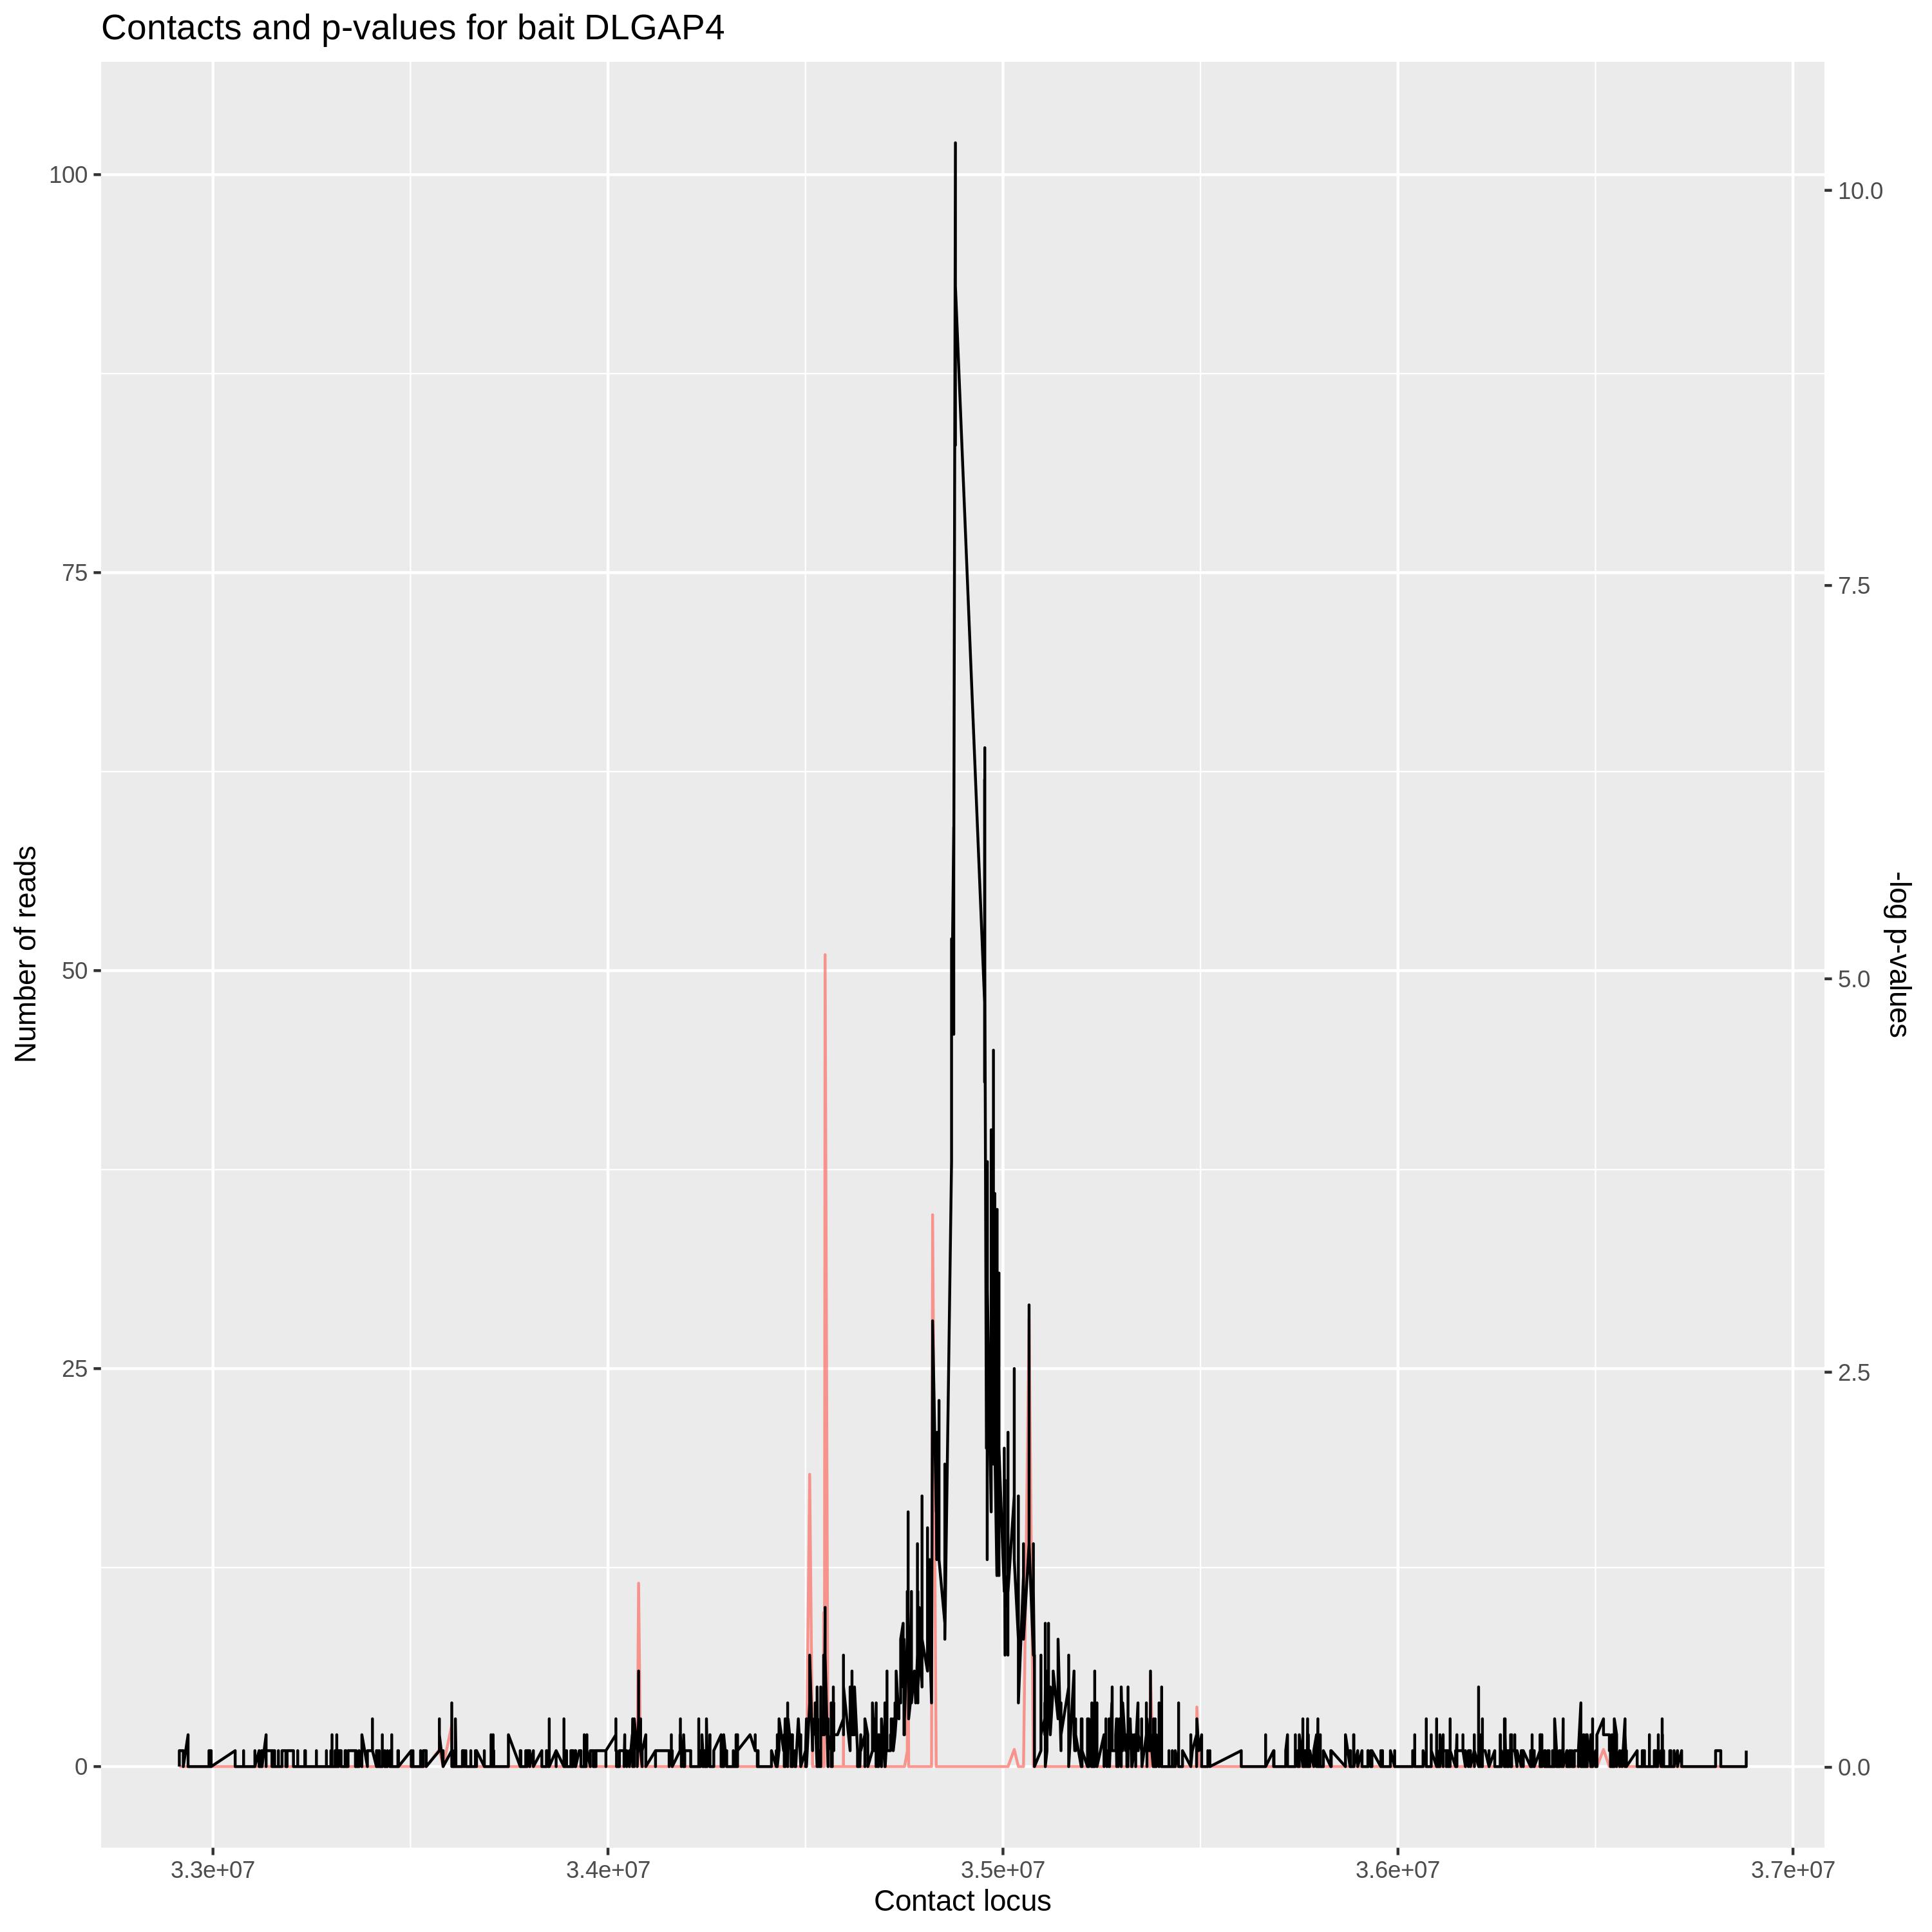 Contacts and p-values for bait DLGAP4
100
75
50
25
0
10.0
7.5
5.0
2.5
0.0
Number of reads
-log p-values
3.3e+07 3.4e+07 3.5e+07 3.6e+07 3.7e+07
Contact locus